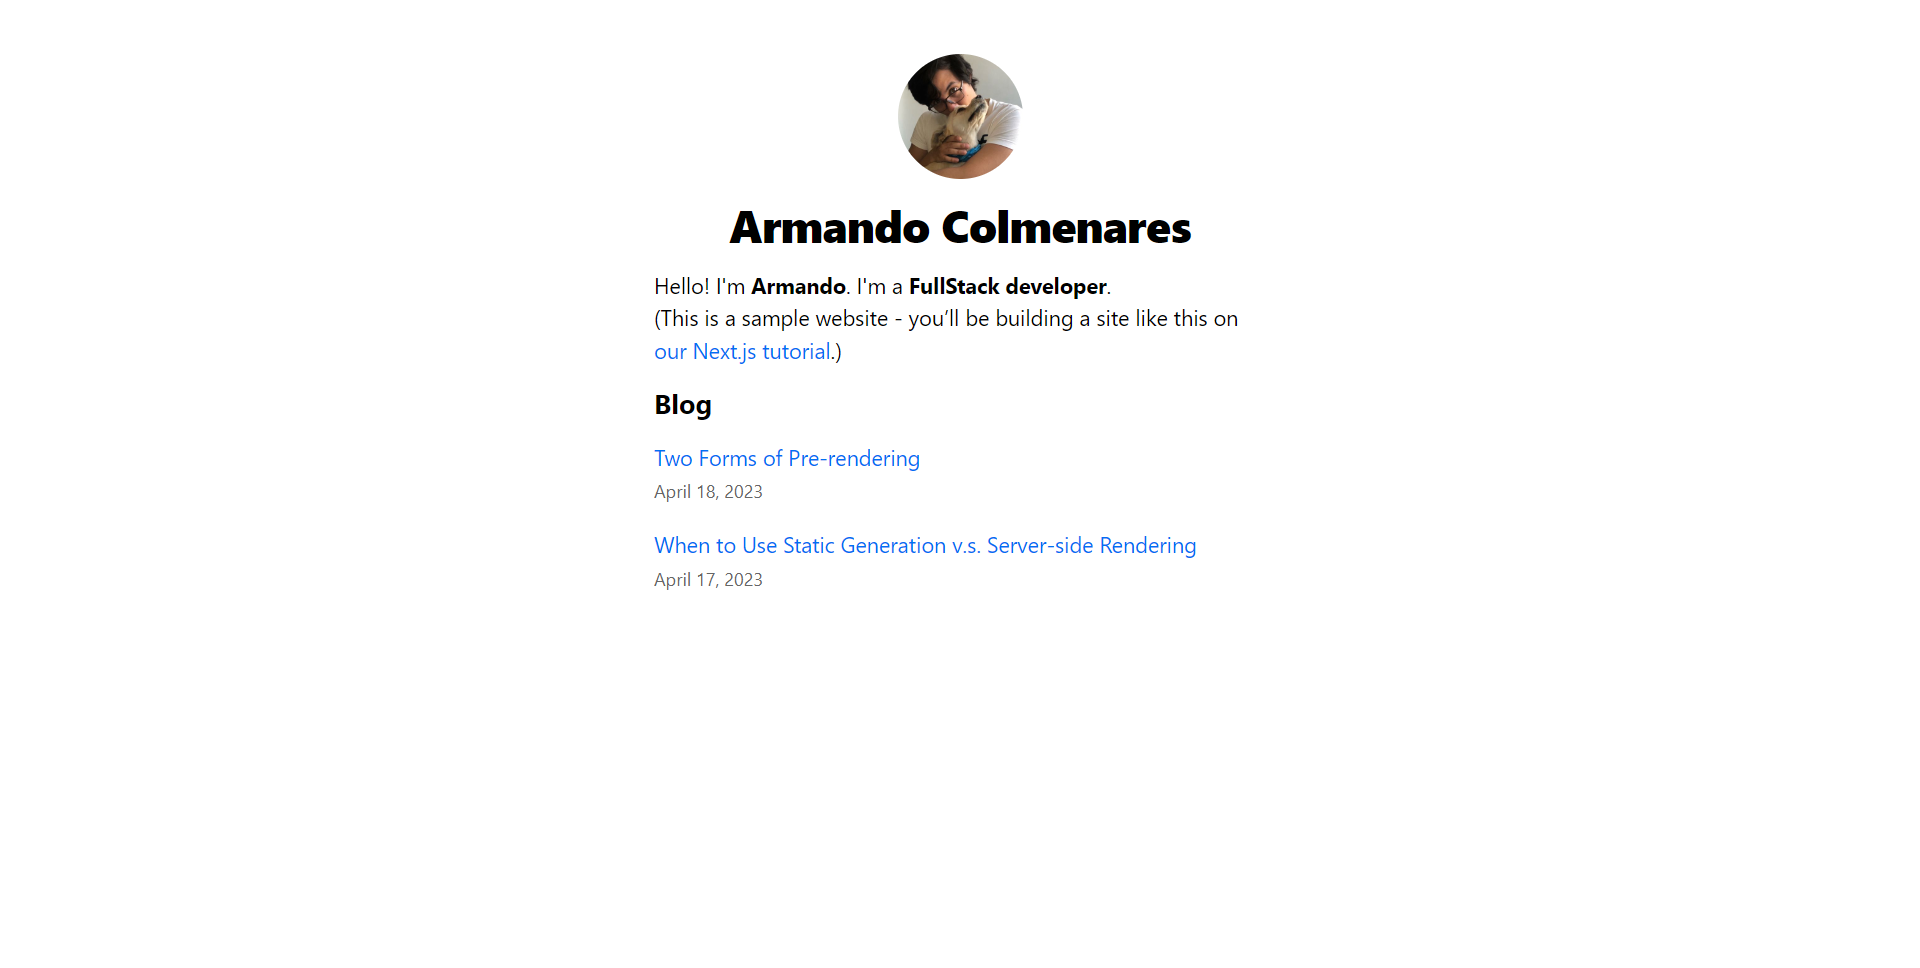 Armando Colmenares
Hello! I'm Armando. I'm a FullStack developer.
(This is a sample website - you’ll be building a site like this on
our Next.js tutorial.)
Blog
Two Forms of Pre-rendering
April 18, 2023
When to Use Static Generation v.s. Server-side Rendering
April 17, 2023